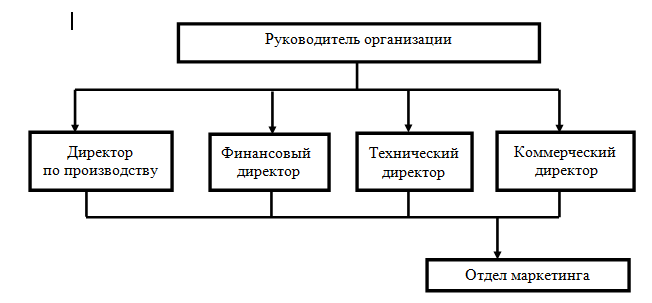 Руководитель организации
Директор
по производству
Финансовый
директор
Технический
директор
Коммерческий
директор
Отдел маркетинга